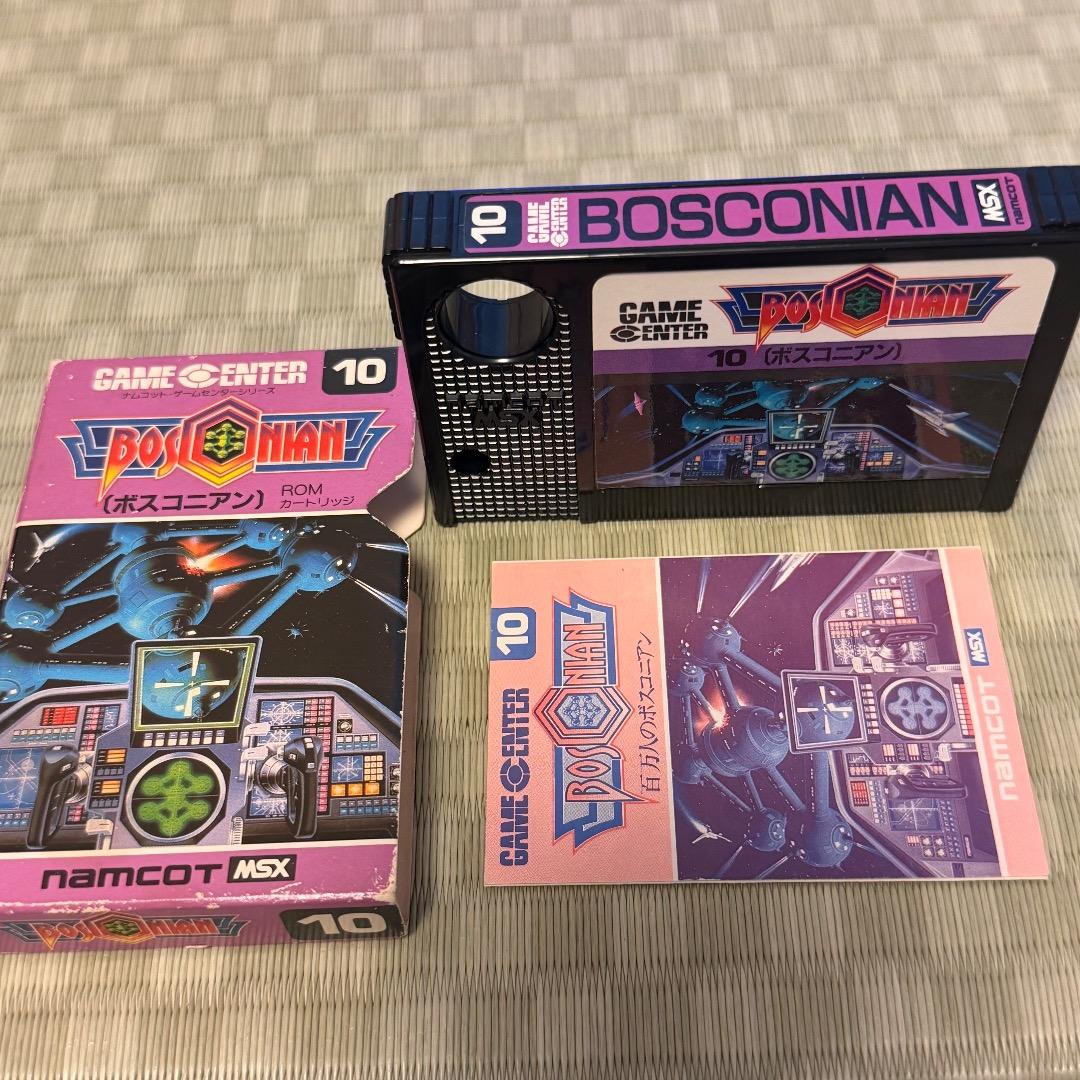 GAME CENTER 10
ナムコット・ゲームセンターシリーズ
BOSCONIAN
〔ボスコニアン〕
ROM
カートリッジ
namcot MSX
BOSCONIAN 10
10 GAME CENTER BOSCONIAN MSX namcot
GAME CENTER
BOSCONIAN
10 〔ボスコニアン〕
MSX
10
GAME CENTER
BOSCONIAN
百万人のボスコニアン
namcot MSX